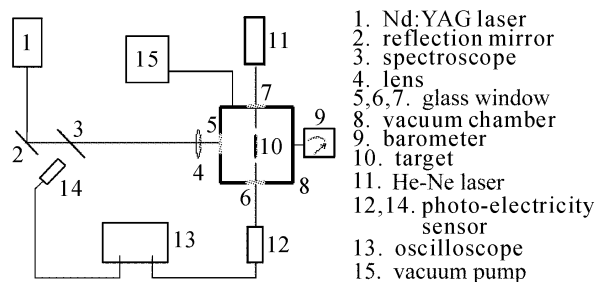 1. Nd:YAG laser
2. reflection mirror
3. spectroscope
4. lens
5,6,7. glass window
8. vacuum chamber
9. barometer
10. target
11. He-Ne laser
12,14. photo-electricity
sensor
13. oscilloscope
15. vacuum pump
1
15
11
7
9
2
3
5
4
10
8
14
6
13
12